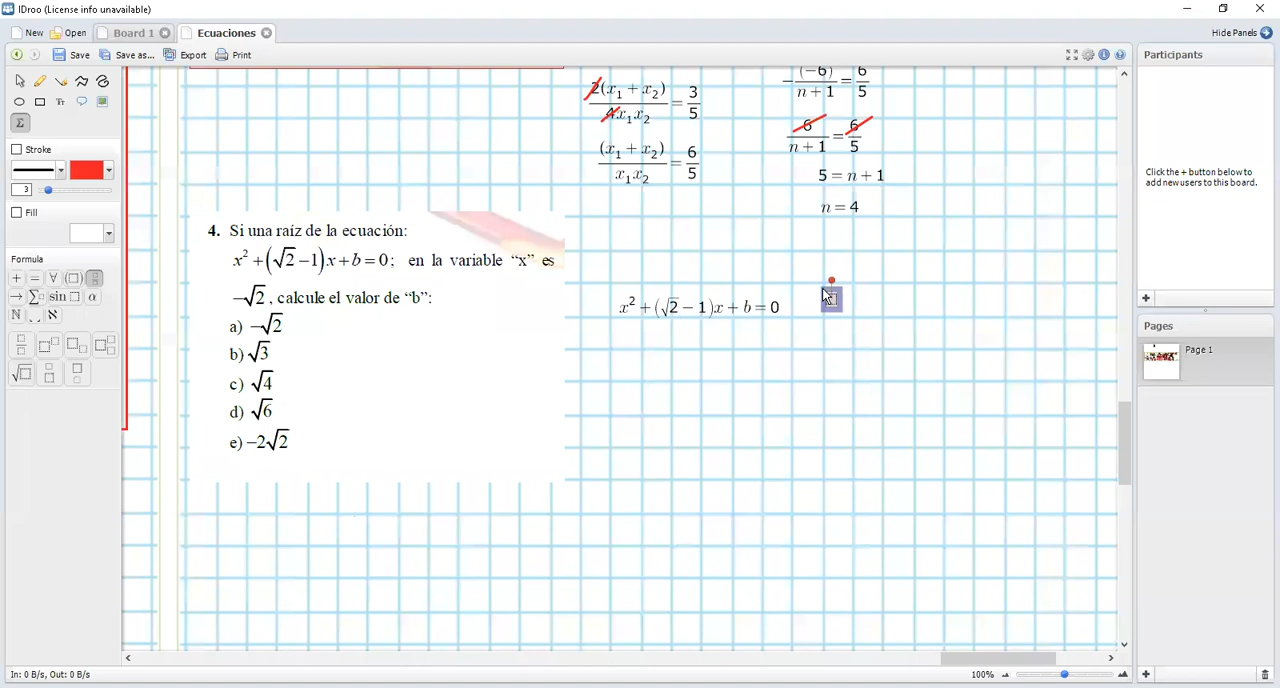 IDroo (License info unavailable)
New Open Board 1 Ecuaciones Hide Panels
Save Save as... Export Print
Participants
Click the + button below to
add new users to this board.
Pages
Page 1
Stroke
3
Fill
Formula
+ = ∀ (□)
→ Σ sin □ α
ℕ ℵ
Tr
Σ
2(x₁ + x₂) / 4x₁x₂ = 3/5
(x₁ + x₂) / x₁x₂ = 6/5
-(-6) / n + 1 = 6/5
6 / n + 1 = 6/5
5 = n + 1
n = 4
4. Si una raíz de la ecuación:
x² + (√2 – 1)x + b = 0; en la variable “x” es
–√2, calcule el valor de “b”:
a) –√2
b) √3
c) √4
d) √6
e) –2√2
x² + (√2 – 1)x + b = 0
In: 0 B/s, Out: 0 B/s
100%